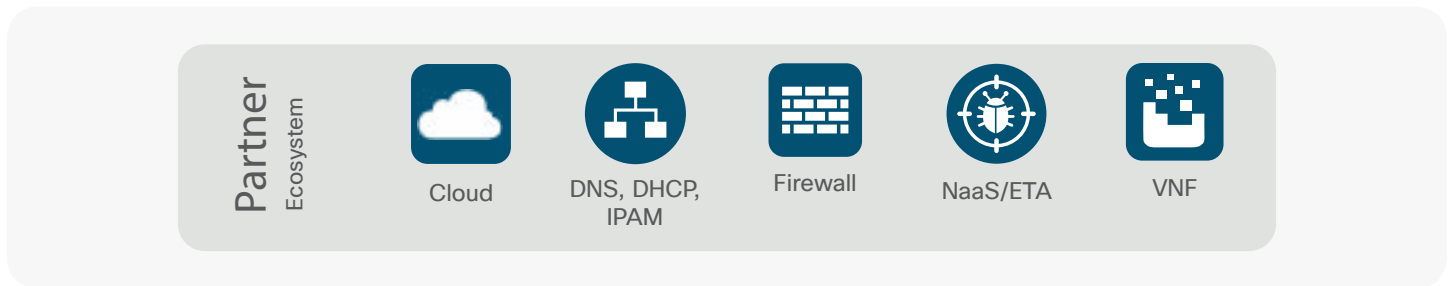 Partner
Ecosystem
Cloud
DNS, DHCP,
IPAM
Firewall
NaaS/ETA
VNF